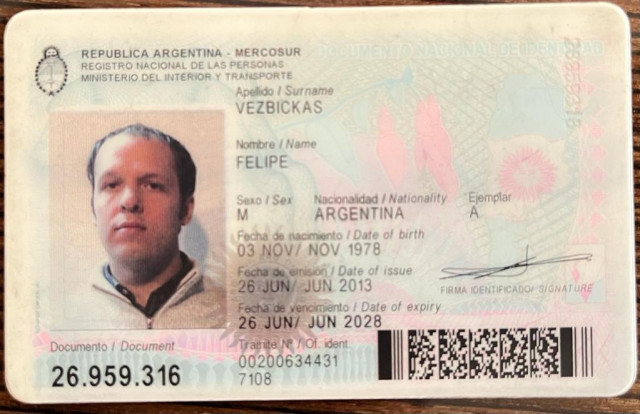 REPUBLICA ARGENTINA - MERCOSUR
REGISTRO NACIONAL DE LAS PERSONAS
MINISTERIO DEL INTERIOR Y TRANSPORTE
DOCUMENTO NACIONAL DE IDENTIDAD
Apellido / Surname
VEZBICKAS
Nombre / Name
FELIPE
Sexo / Sex Nacionalidad / Nationality Ejemplar
M ARGENTINA A
Fecha de nacimiento / Date of birth
03 NOV/ NOV 1978
Fecha de emisión / Date of issue
26 JUN/ JUN 2013
FIRMA IDENTIFICADO/ SIGNATURE
Fecha de vencimiento / Date of expiry
26 JUN/ JUN 2028
Documento / Document
26.959.316
Tramite Nº / Of. ident.
00200634431
7108